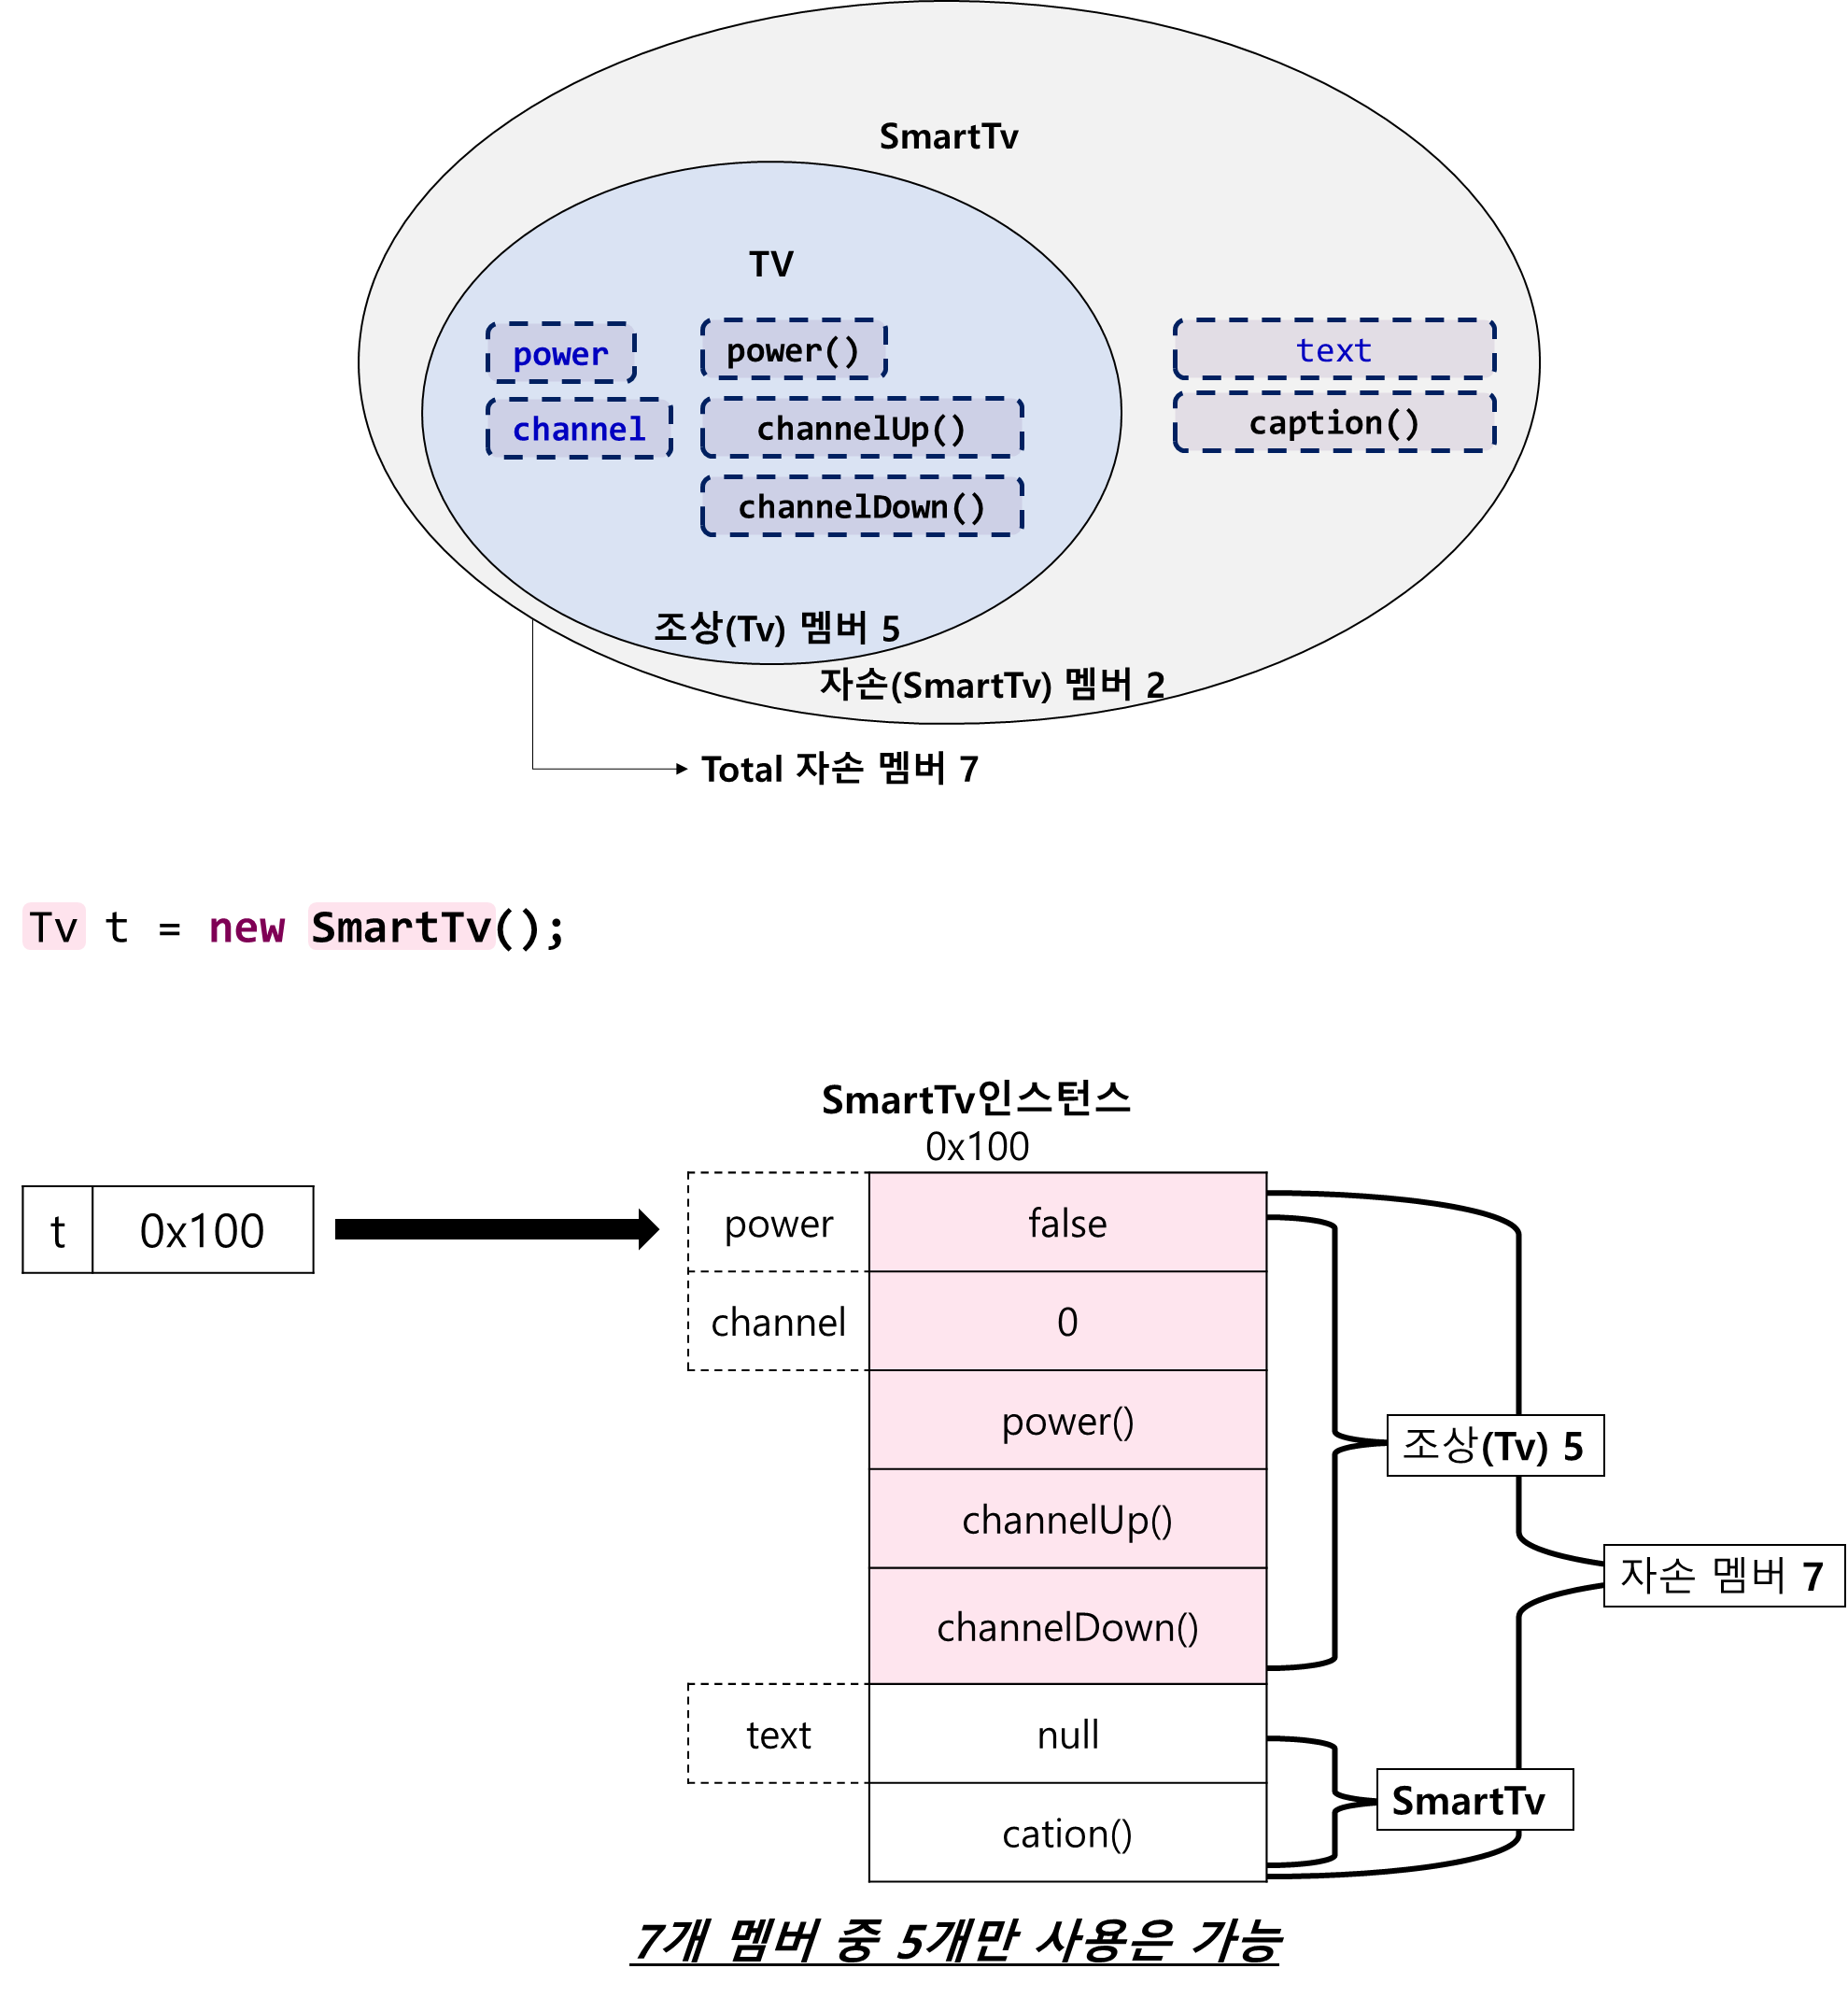 SmartTv
TV
power
power()
text
channel
channelUp()
caption()
channelDown()
조상(Tv) 멤버 5
자손(SmartTv) 멤버 2
Total 자손 멤버 7
Tv t = new SmartTv();
SmartTv인스턴스
0x100
t 0x100
power false
channel 0
power()
channelUp()
조상(Tv) 5
channelDown()
자손 멤버 7
text null
SmartTv
cation()
7개 멤버 중 5개만 사용은 가능